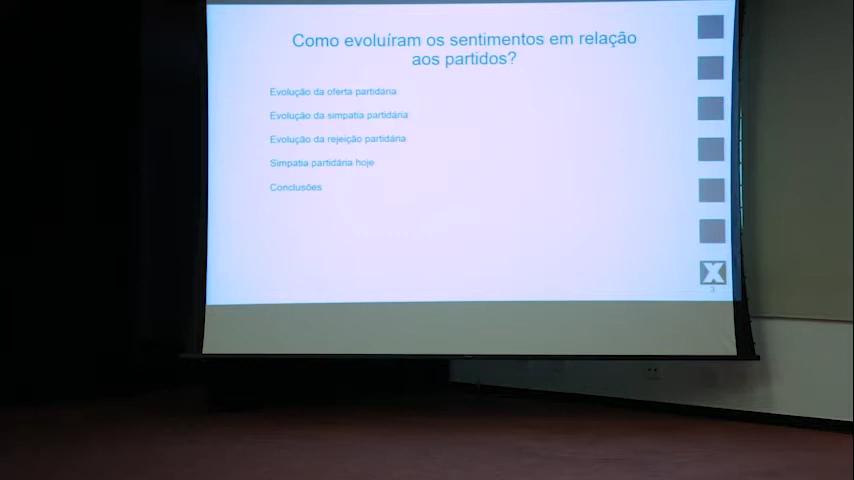 Como evoluíram os sentimentos em relação
aos partidos?
Evolução da oferta partidária
Evolução da simpatia partidária
Evolução da rejeição partidária
Simpatia partidária hoje
Conclusões
X
3